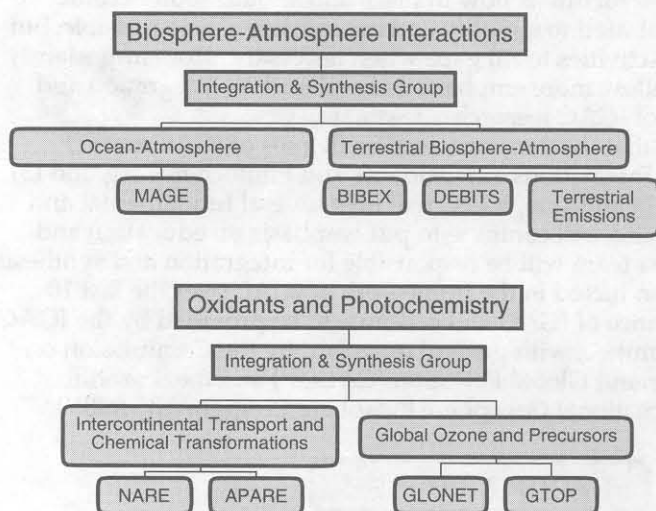 Biosphere-Atmosphere Interactions
Integration & Synthesis Group
Ocean-Atmosphere
Terrestrial Biosphere-Atmosphere
MAGE
BIBEX
DEBITS
Terrestrial
Emissions
Oxidants and Photochemistry
Integration & Synthesis Group
Intercontinental Transport and
Chemical Transformations
Global Ozone and Precursors
NARE
APARE
GLONET
GTOP